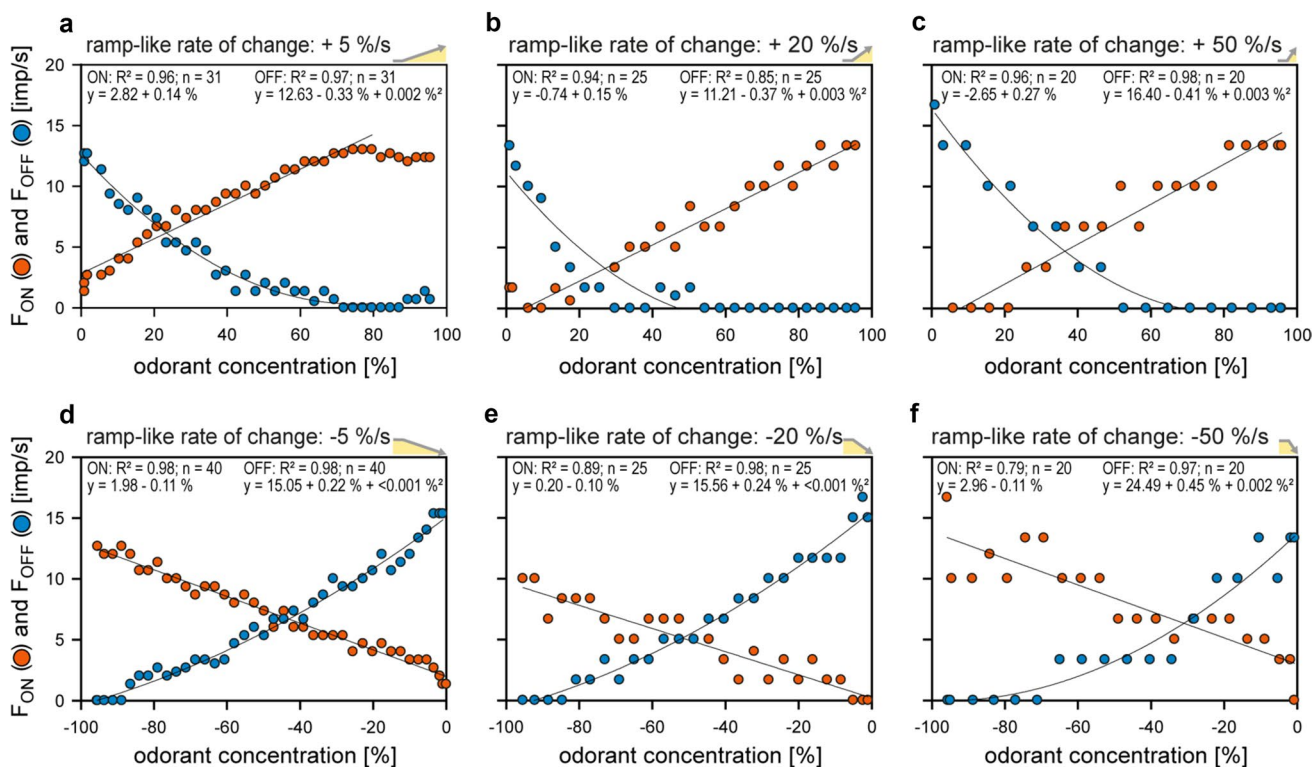 a
ramp-like rate of change: + 5 %/s
ON: R² = 0.96; n = 31 OFF: R² = 0.97; n = 31
y = 2.82 + 0.14 % y = 12.63 - 0.33 % + 0.002 %²
20
15
10
5
0
F ON ( ) and F OFF ( ) [imp/s]
0 20 40 60 80 100
odorant concentration [%]
b
ramp-like rate of change: + 20 %/s
ON: R² = 0.94; n = 25 OFF: R² = 0.85; n = 25
y = -0.74 + 0.15 % y = 11.21 - 0.37 % + 0.003 %²
0 20 40 60 80 100
odorant concentration [%]
c
ramp-like rate of change: + 50 %/s
ON: R² = 0.96; n = 20 OFF: R² = 0.98; n = 20
y = -2.65 + 0.27 % y = 16.40 - 0.41 % + 0.003 %²
0 20 40 60 80 100
odorant concentration [%]
d
ramp-like rate of change: -5 %/s
ON: R² = 0.98; n = 40 OFF: R² = 0.98; n = 40
y = 1.98 - 0.11 % y = 15.05 + 0.22 % + <0.001 %²
20
15
10
5
0
F ON ( ) and F OFF ( ) [imp/s]
-100 -80 -60 -40 -20 0
odorant concentration [%]
e
ramp-like rate of change: -20 %/s
ON: R² = 0.89; n = 25 OFF: R² = 0.98; n = 25
y = 0.20 - 0.10 % y = 15.56 + 0.24 % + <0.001 %²
-100 -80 -60 -40 -20 0
odorant concentration [%]
f
ramp-like rate of change: -50 %/s
ON: R² = 0.79; n = 20 OFF: R² = 0.97; n = 20
y = 2.96 - 0.11 % y = 24.49 + 0.45 % + 0.002 %²
-100 -80 -60 -40 -20 0
odorant concentration [%]